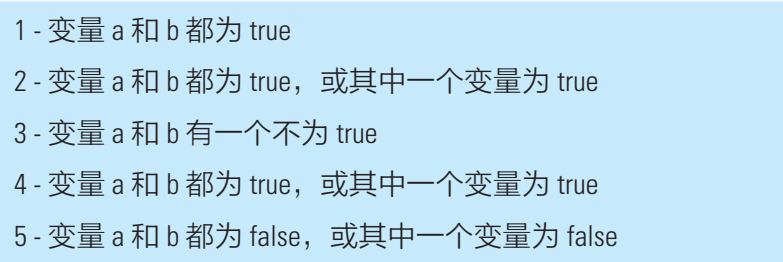 1 - 变量 a 和 b 都为 true
2 - 变量 a 和 b 都为 true，或其中一个变量为 true
3 - 变量 a 和 b 有一个不为 true
4 - 变量 a 和 b 都为 true，或其中一个变量为 true
5 - 变量 a 和 b 都为 false，或其中一个变量为 false